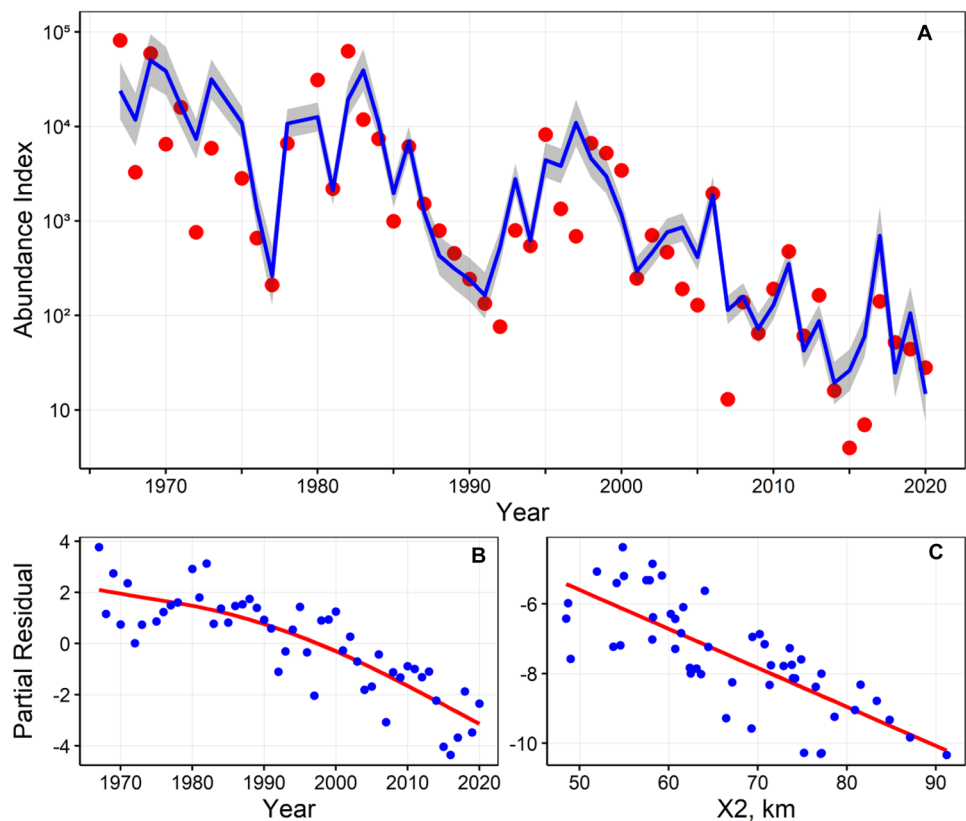 A
10⁵
10⁴
10³
10²
10
Abundance Index
1970 1980 1990 2000 2010 2020
Year
B
4
2
0
-2
-4
Partial Residual
1970 1980 1990 2000 2010 2020
Year
C
-6
-8
-10
50 60 70 80 90
X2, km